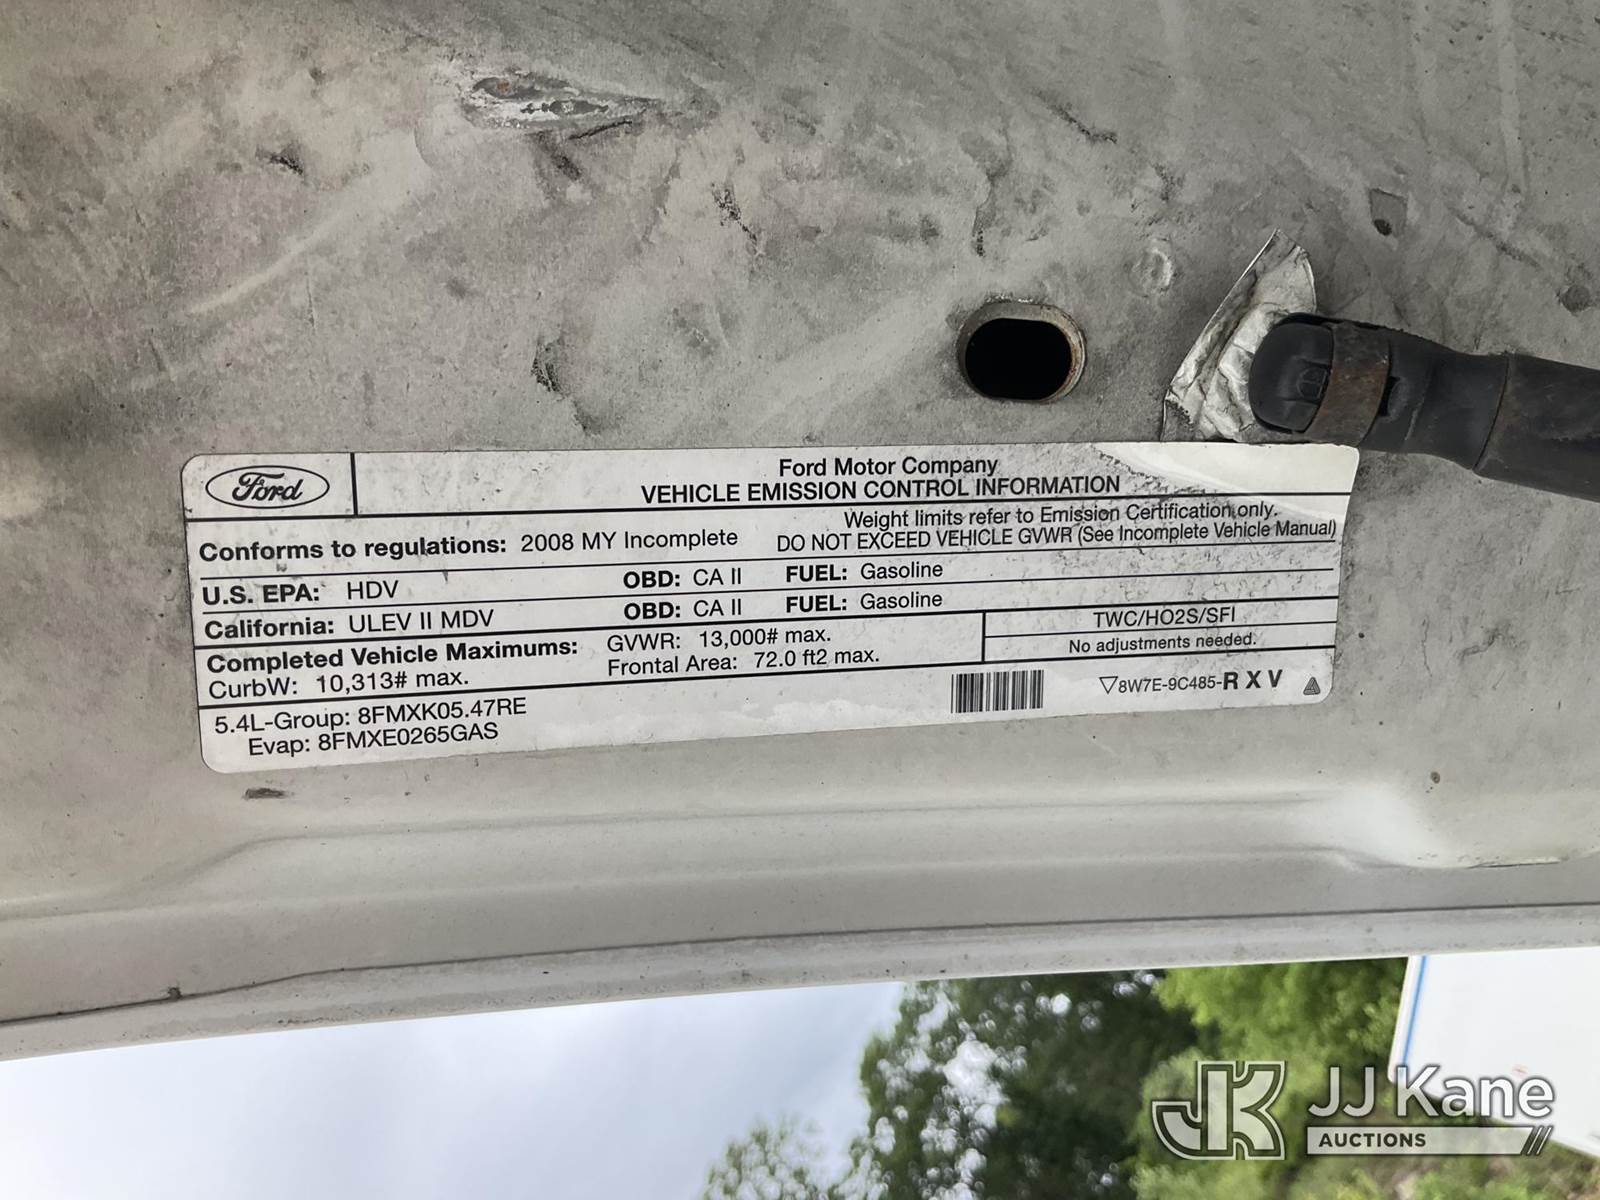 Ford
Ford Motor Company
VEHICLE EMISSION CONTROL INFORMATION
Conforms to regulations: 2008 MY Incomplete
Weight limits refer to Emission Certification only.
DO NOT EXCEED VEHICLE GVWR (See Incomplete Vehicle Manual)
U.S. EPA: HDV OBD: CA II FUEL: Gasoline
California: ULEV II MDV OBD: CA II FUEL: Gasoline
Completed Vehicle Maximums: GVWR: 13,000# max.
CurbW: 10,313# max. Frontal Area: 72.0 ft2 max.
TWC/HO2S/SFI
No adjustments needed.
5.4L-Group: 8FMXK05.47RE
Evap: 8FMXE0265GAS
8W7E-9C485-R X V
JK JJ Kane
AUCTIONS